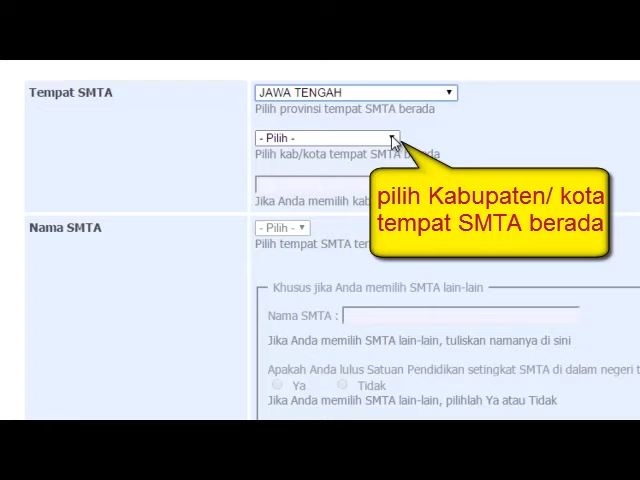 Tempat SMTA
JAWA TENGAH
Pilih provinsi tempat SMTA berada
- Pilih -
Pilih kab/kota tempat SMTA berada
pilih Kabupaten/ kota
tempat SMTA berada
Jika Anda memilih kab
Nama SMTA
- Pilih -
Pilih tempat SMTA ter
Khusus jika Anda memilih SMTA lain-lain
Nama SMTA :
Jika Anda memilih SMTA lain-lain, tuliskan namanya di sini
Apakah Anda lulus Satuan Pendidikan setingkat SMTA di dalam negeri t
Ya Tidak
Jika Anda memilih SMTA lain-lain, pilihlah Ya atau Tidak